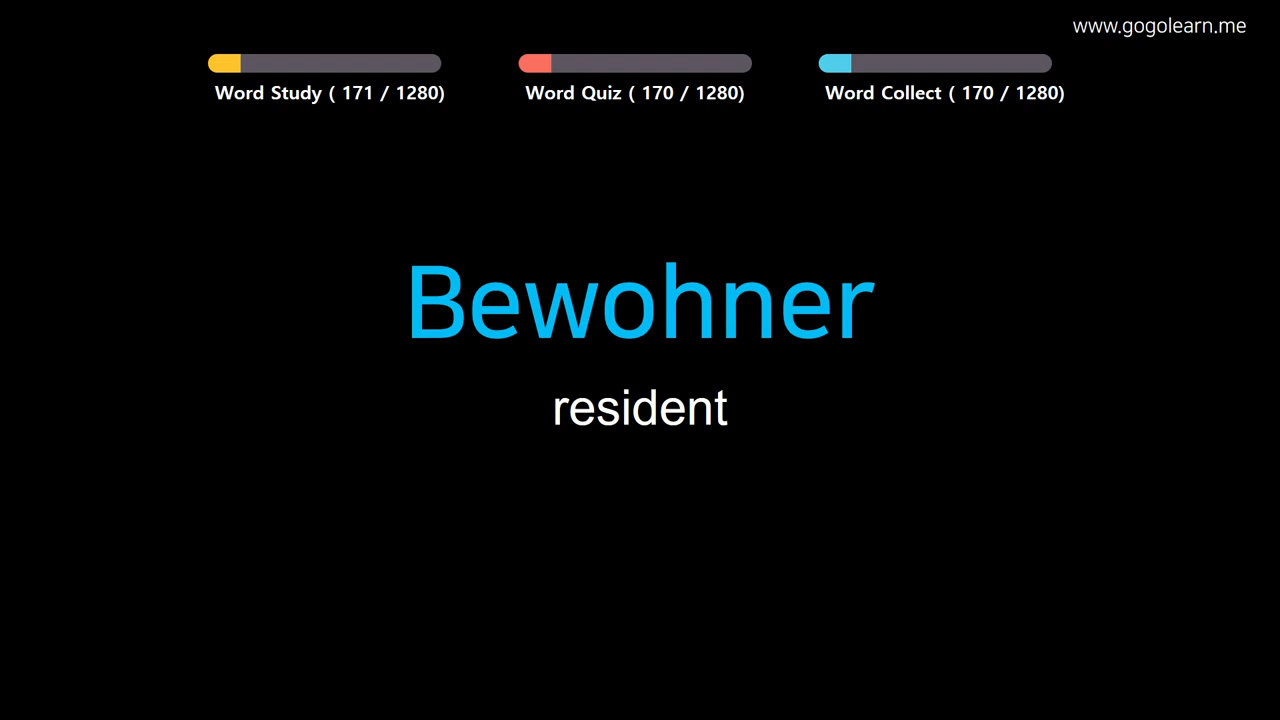 www.gogolearn.me
Word Study ( 171 / 1280)
Word Quiz ( 170 / 1280)
Word Collect ( 170 / 1280)
Bewohner
resident